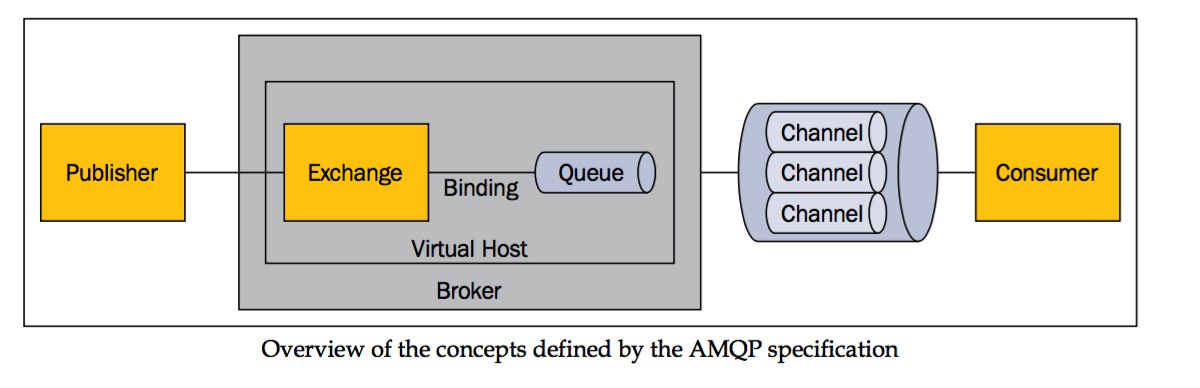 Publisher
Exchange
Binding
Queue
Virtual Host
Broker
Channel
Channel
Channel
Consumer
Overview of the concepts defined by the AMQP specification